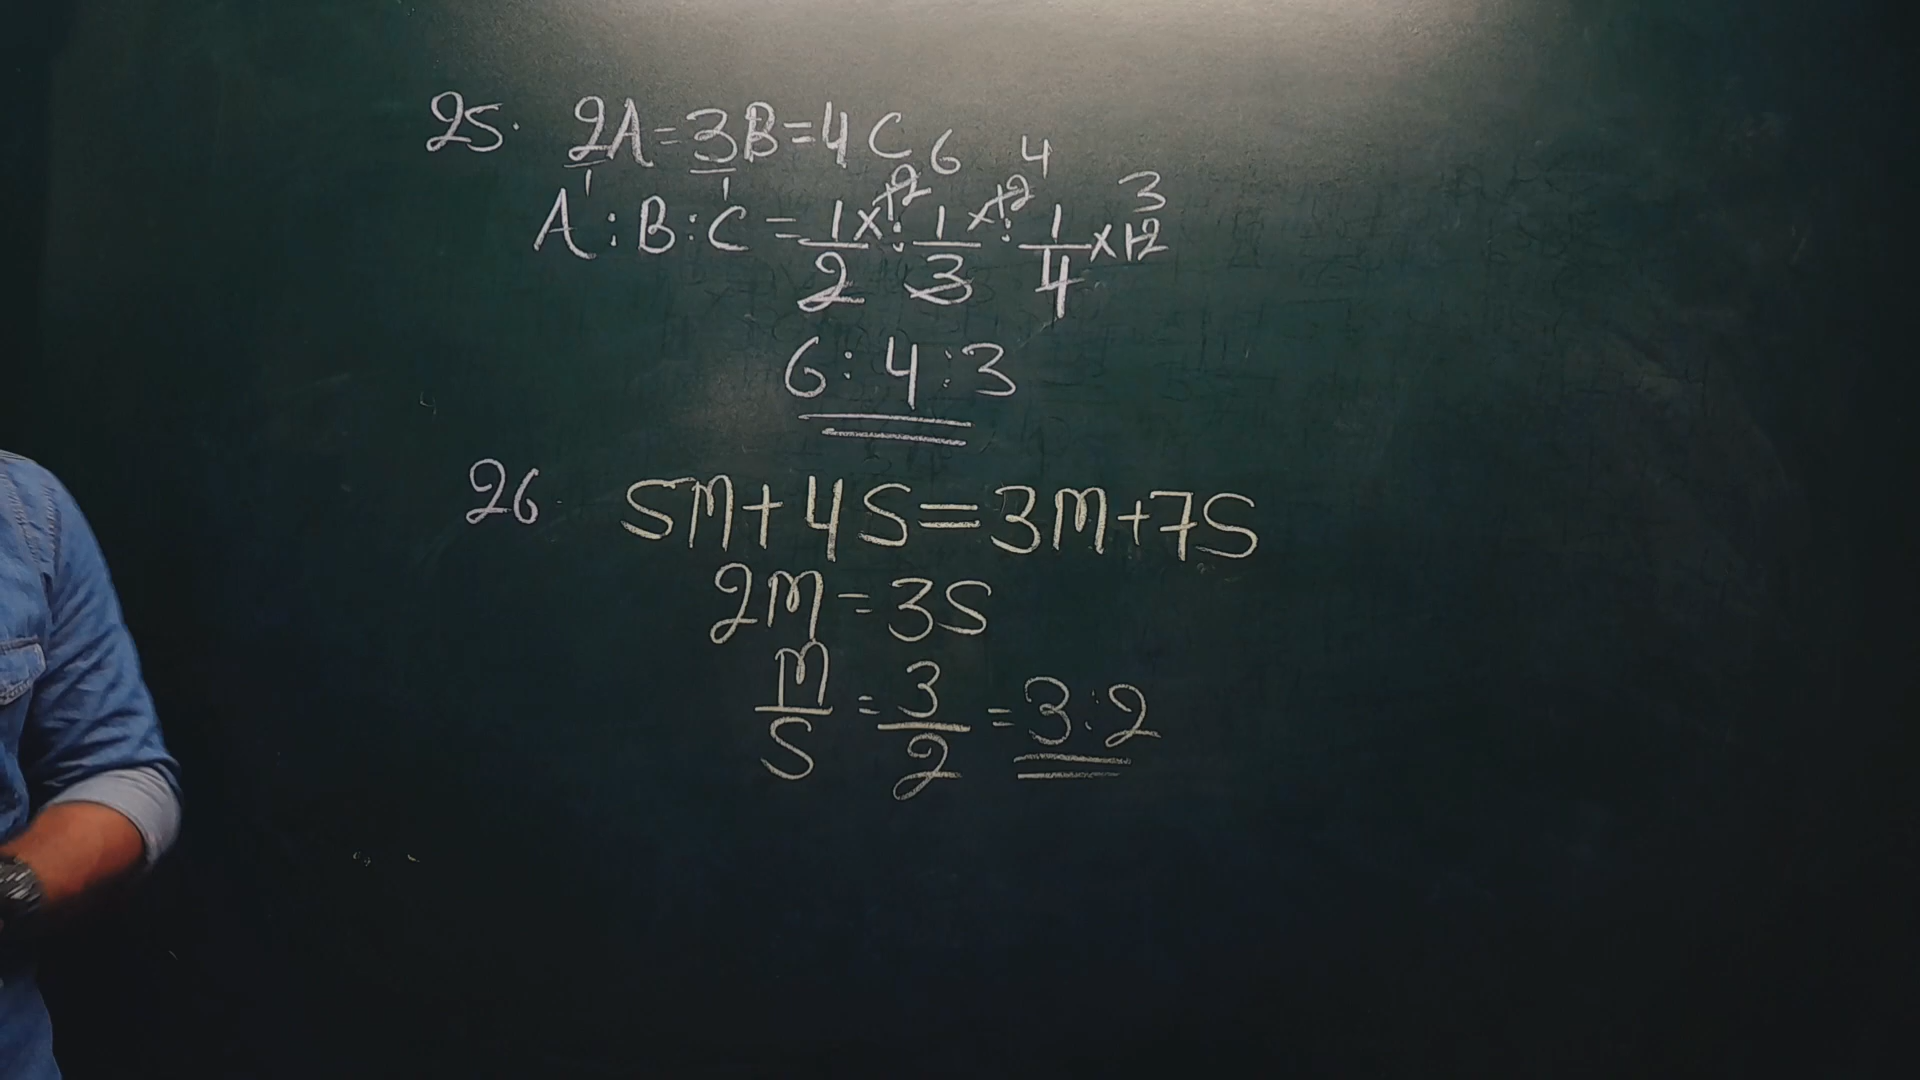 25. 2A=3B=4C
A:B:C = 1/2 ×12 : 1/3 ×12 : 1/4 ×12
6 4 3
6:4:3
26. 5M+4S=3M+7S
2M=3S
M/S = 3/2 = 3:2